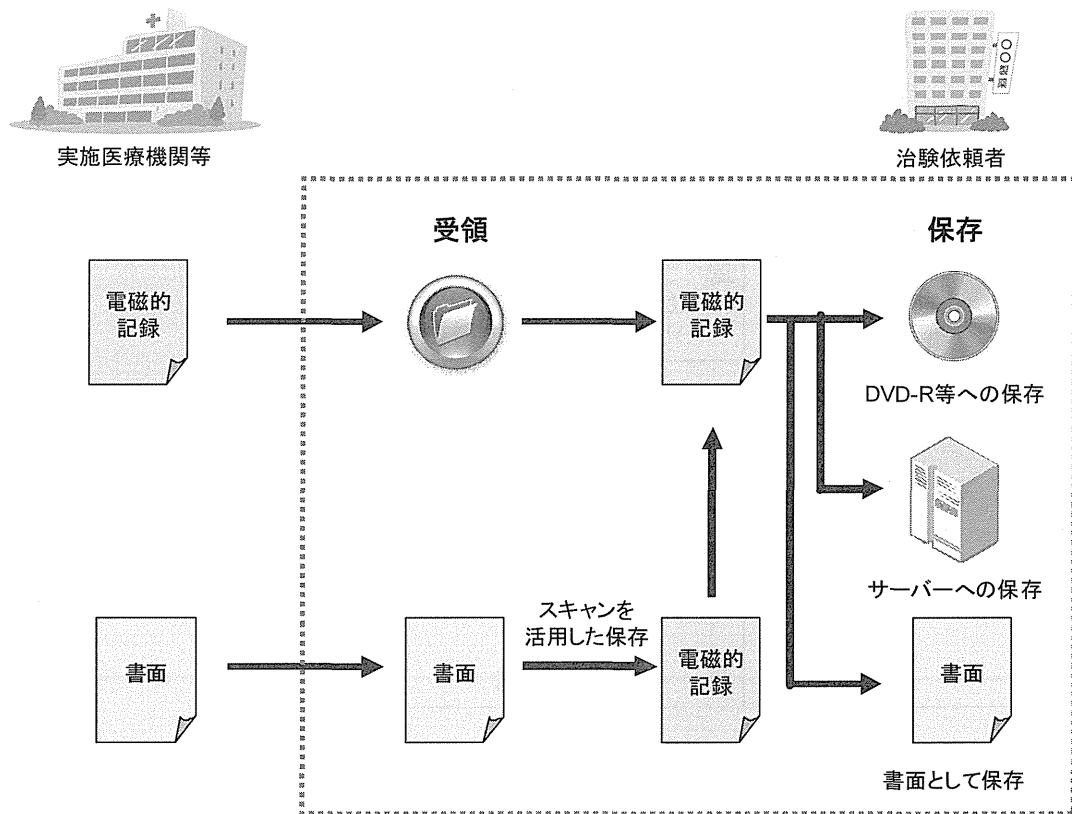 実施医療機関等
治験依頼者
受領
保存
電磁的
記録
電磁的
記録
DVD-R等への保存
サーバーへの保存
スキャンを
活用した保存
書面
書面
電磁的
記録
書面
書面として保存